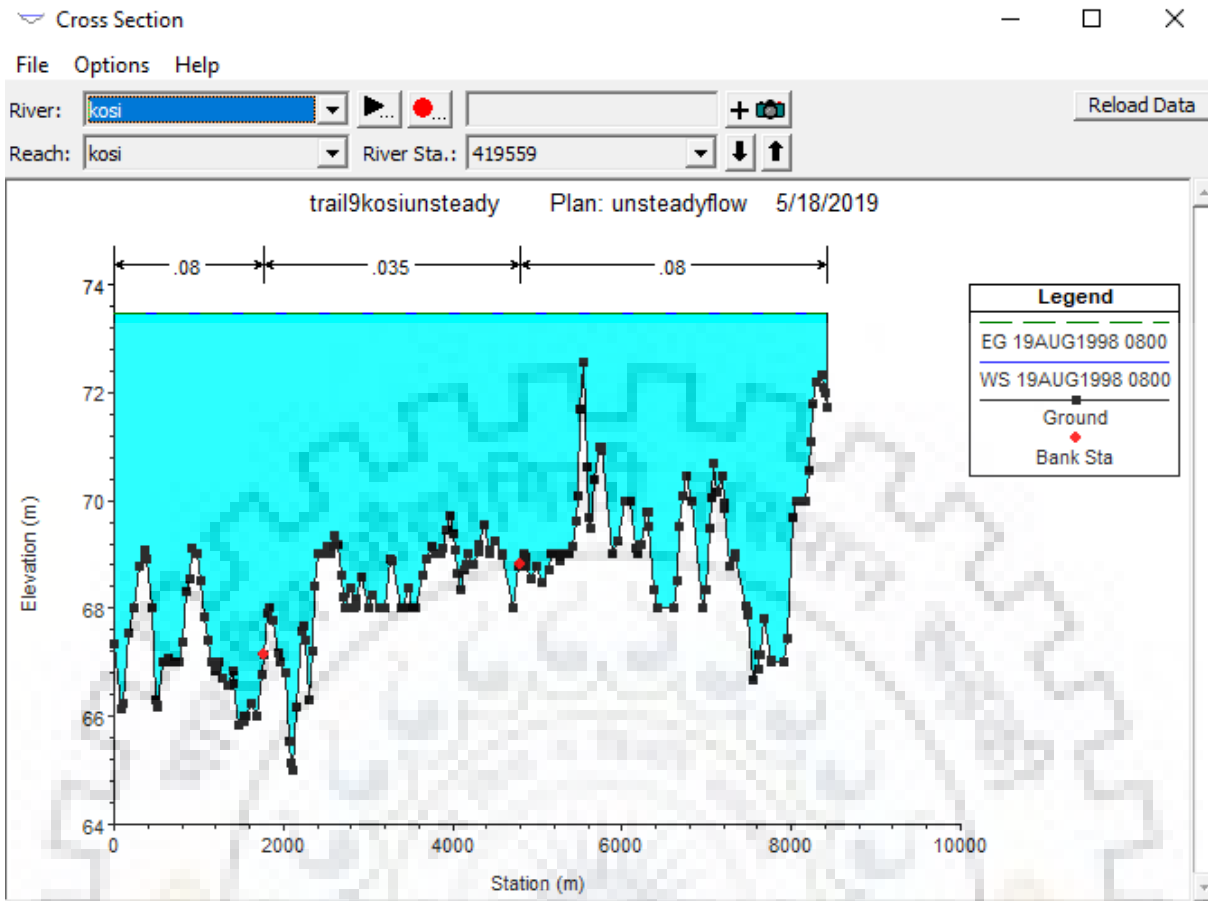 Cross Section
File Options Help
River: kosi ... ... + Reload Data
Reach: kosi River Sta.: 419559
trail9kosiunsteady Plan: unsteadyflow 5/18/2019
.08 .035 .08
Legend
EG 19AUG1998 0800
WS 19AUG1998 0800
Ground
Bank Sta
74
72
70
68
66
64
Elevation (m)
0 2000 4000 6000 8000 10000
Station (m)